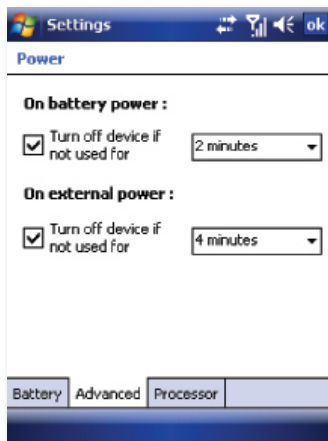 Settings
ok
Power
On battery power :
Turn off device if
not used for
2 minutes
On external power :
Turn off device if
not used for
4 minutes
Battery Advanced Processor